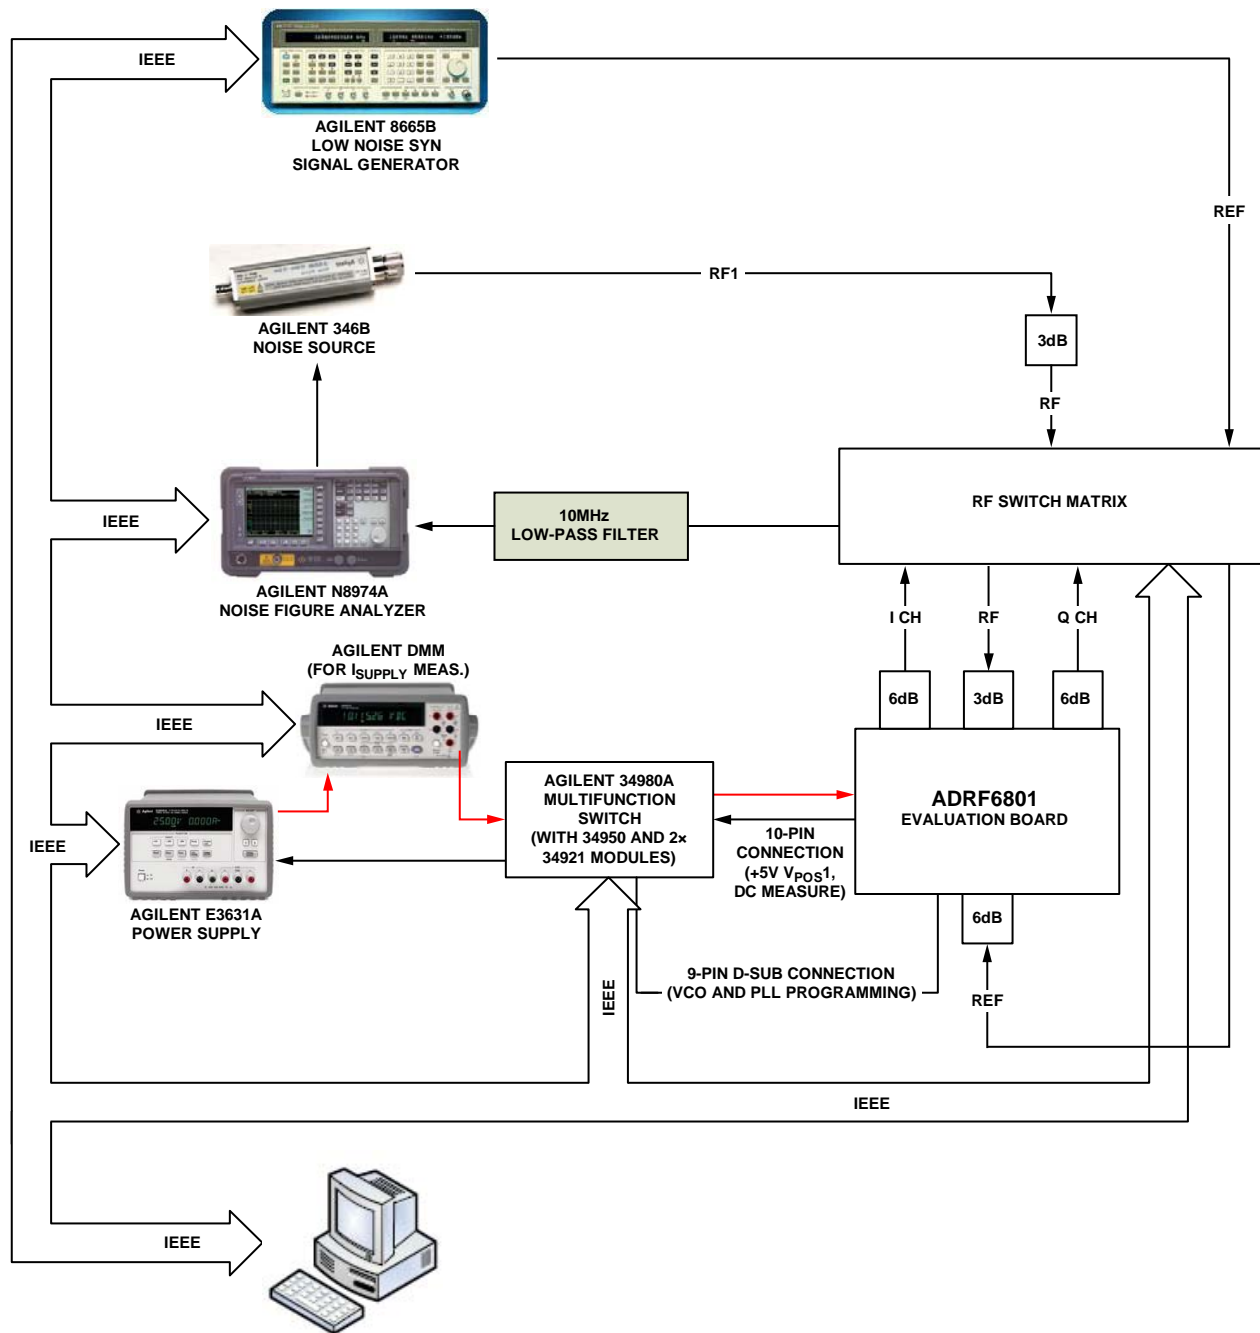 IEEE
AGILENT 8665B
LOW NOISE SYN
SIGNAL GENERATOR
REF
RF1
AGILENT 346B
NOISE SOURCE
3dB
RF
RF SWITCH MATRIX
IEEE
10MHz
LOW-PASS FILTER
AGILENT N8974A
NOISE FIGURE ANALYZER
I CH
RF
Q CH
AGILENT DMM
(FOR ISUPPLY MEAS.)
6dB
3dB
6dB
IEEE
AGILENT 34980A
MULTIFUNCTION
SWITCH
(WITH 34950 AND 2×
34921 MODULES)
ADRF6801
EVALUATION BOARD
10-PIN
CONNECTION
(+5V VPOS1,
DC MEASURE)
IEEE
AGILENT E3631A
POWER SUPPLY
6dB
9-PIN D-SUB CONNECTION
(VCO AND PLL PROGRAMMING)
IEEE
REF
IEEE
IEEE